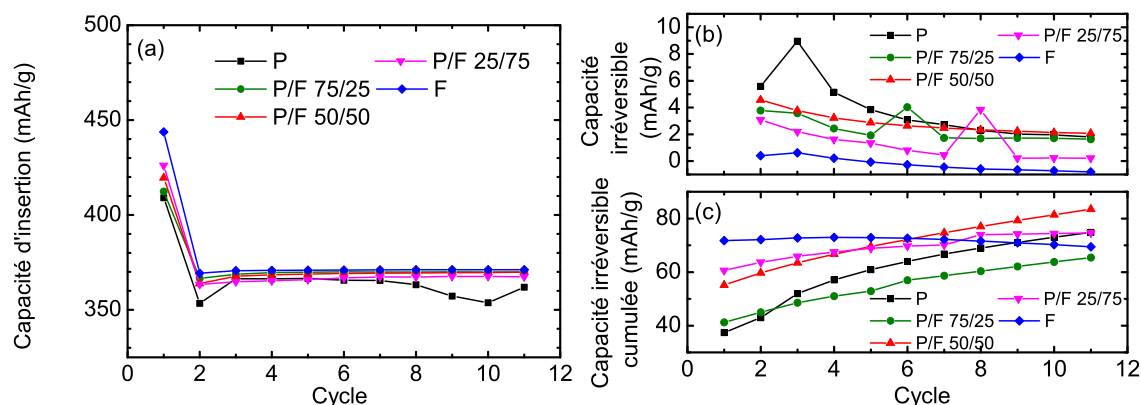 (a)
P
P/F 75/25
P/F 50/50
P/F 25/75
F
Capacité d'insertion (mAh/g)
500
450
400
350
0 2 4 6 8 10 12
Cycle
(b)
P
P/F 75/25
P/F 50/50
P/F 25/75
F
Capacité
irréversible
(mAh/g)
10
8
6
4
2
0
(c)
P
P/F 75/25
P/F 50/50
P/F 25/75
F
Capacité irréversible
cumulée (mAh/g)
80
60
40
0 2 4 6 8 10 12
Cycle